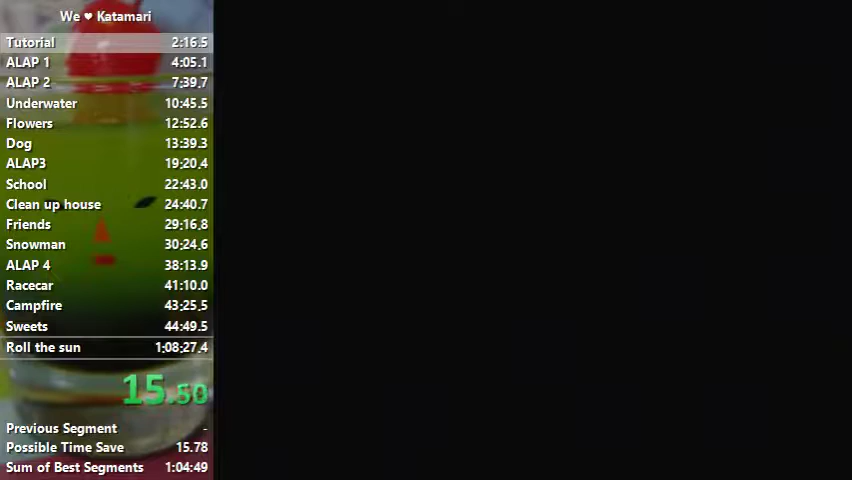 We ♥ Katamari
Tutorial 2:16.5
ALAP 1 4:05.1
ALAP 2 7:39.7
Underwater 10:45.5
Flowers 12:52.6
Dog 13:39.3
ALAP3 19:20.4
School 22:43.0
Clean up house 24:40.7
Friends 29:16.8
Snowman 30:24.6
ALAP 4 38:13.9
Racecar 41:10.0
Campfire 43:25.5
Sweets 44:49.5
Roll the sun 1:08:27.4
15.50
Previous Segment -
Possible Time Save 15.78
Sum of Best Segments 1:04:49